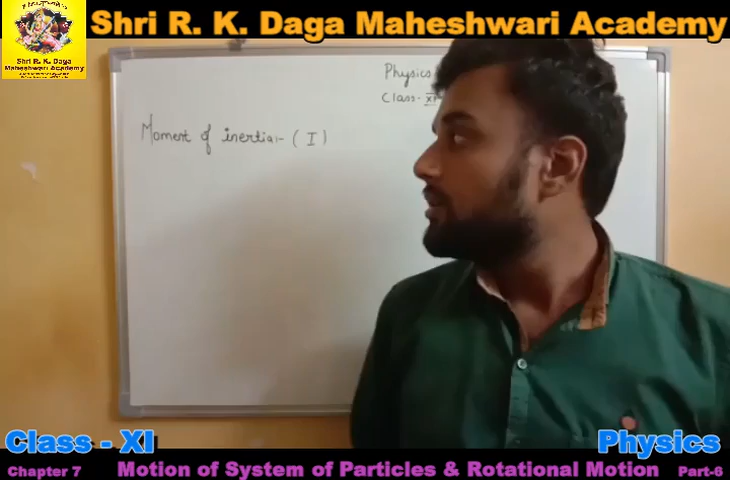 Shri R. K. Daga Maheshwari Academy
Shri R. K. Daga
Maheshwari Academy
Physics
Class-XI
Moment of inertia:- (I)
Class - XI
Physics
Chapter 7 Motion of System of Particles & Rotational Motion Part-6